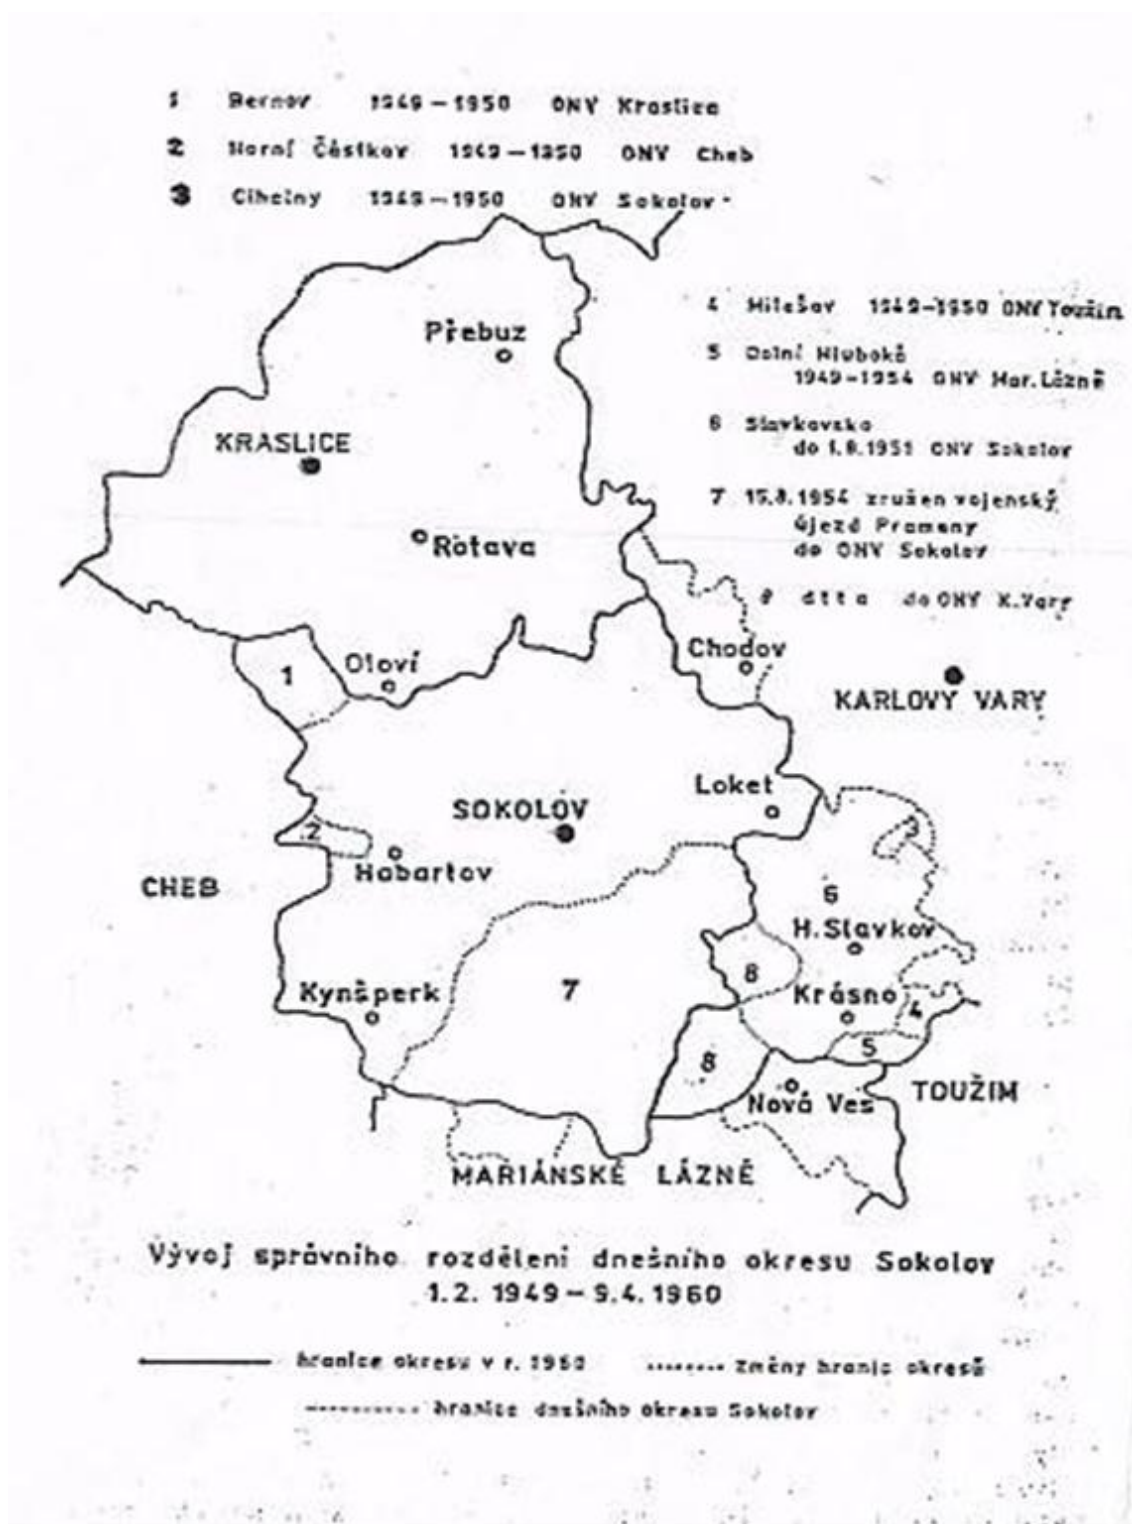 1 Bernov 1949–1950 ONV Kraslice
2 Horní Částkov 1949–1950 ONV Cheb
3 Cihelny 1949–1950 ONV Sokolov
4 Milešov 1949–1950 ONV Toužim
5 Dolní Hluboká
1949–1954 ONV Mar. Lázně
6 Slavkovsko
do 1.8.1951 ONV Sokolov
7 15.8.1954 zrušen vojenský
újezd Prameny
do ONV Sokolov
8 dtto do ONV K.Vary
Přebuz
KRASLICE
Rotava
Chodov
1
Oloví
KARLOVY VARY
Loket
SOKOLOV
2
3
Habartov
CHEB
6
H.Slavkov
8
7
Kynšperk
Krásno
4
5
8
Nová Ves
TOUŽIM
MARIÁNSKÉ LÁZNĚ
Vývoj správního rozdělení dnešního okresu Sokolov
1.2. 1949 – 9.4. 1960
hranice okresu v r. 1960 změny hranic okresů
hranice dnešního okresu Sokolov